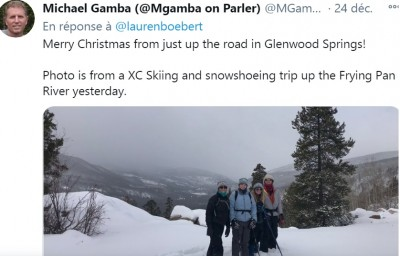 Michael Gamba (@Mgamba on Parler) @MGam... · 24 déc.
En réponse à @laurenboebert
Merry Christmas from just up the road in Glenwood Springs!
Photo is from a XC Skiing and snowshoeing trip up the Frying Pan
River yesterday.